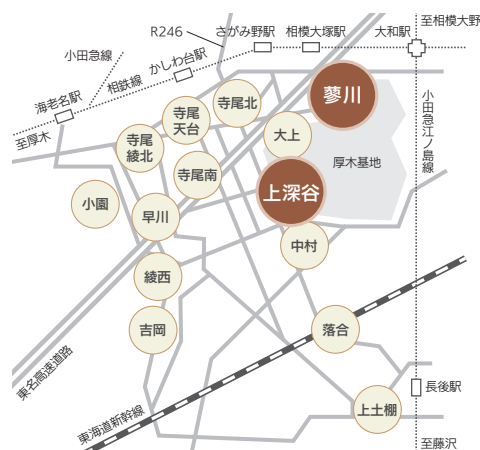 至相模大野
R246
さがみ野駅
相模大塚駅
大和駅
小田急線
かしわ台駅
相鉄線
海老名駅
至厚木
寺尾北
蓼川
寺尾
天台
大上
寺尾
綾北
厚木基地
小田急江ノ島線
寺尾南
上深谷
小園
早川
中村
綾西
吉岡
落合
東名高速道路
長後駅
上土棚
東海道新幹線
至藤沢